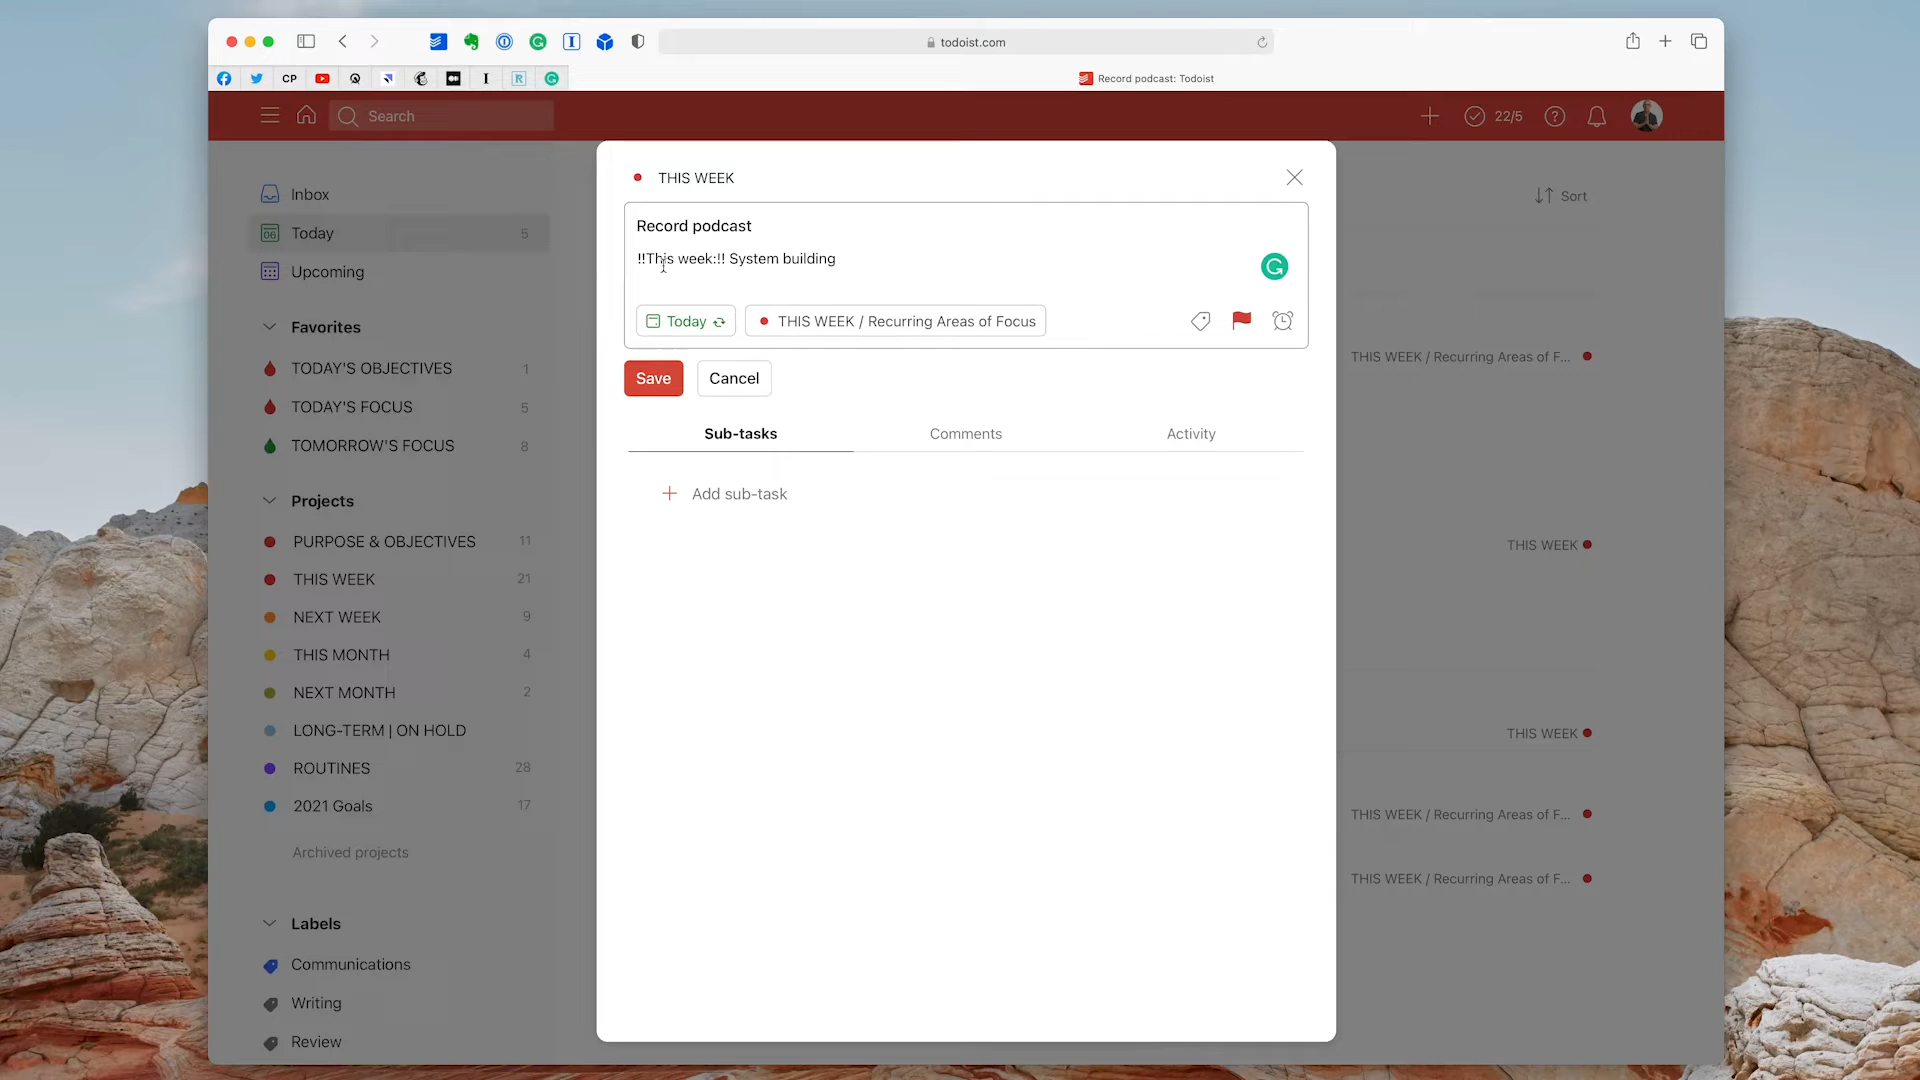 todoist.com
CP
Record podcast: Todoist
Search
22/5
Inbox
06 Today 5
Upcoming
Favorites
TODAY'S OBJECTIVES 1
TODAY'S FOCUS 5
TOMORROW'S FOCUS 8
Projects
PURPOSE & OBJECTIVES 11
THIS WEEK 21
NEXT WEEK 9
THIS MONTH 4
NEXT MONTH 2
LONG-TERM | ON HOLD
ROUTINES 28
2021 Goals 17
Archived projects
Labels
Communications
Writing
Review
THIS WEEK
Record podcast
!!This week:!! System building
Today
THIS WEEK / Recurring Areas of Focus
Save
Cancel
Sub-tasks
Comments
Activity
Add sub-task
Sort
THIS WEEK / Recurring Areas of F...
THIS WEEK
THIS WEEK
THIS WEEK / Recurring Areas of F...
THIS WEEK / Recurring Areas of F...